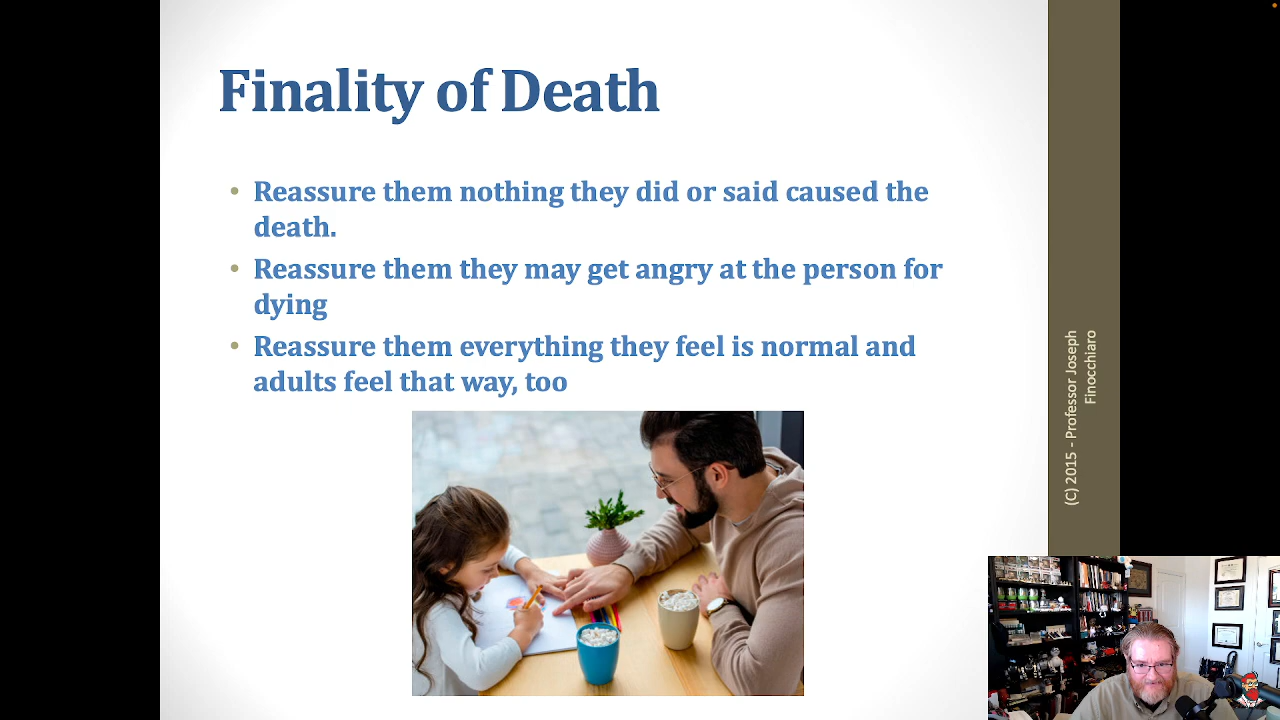 Finality of Death
• Reassure them nothing they did or said caused the
death.
• Reassure them they may get angry at the person for
dying
• Reassure them everything they feel is normal and
adults feel that way, too
(C) 2015 - Professor Joseph
Finocchiaro